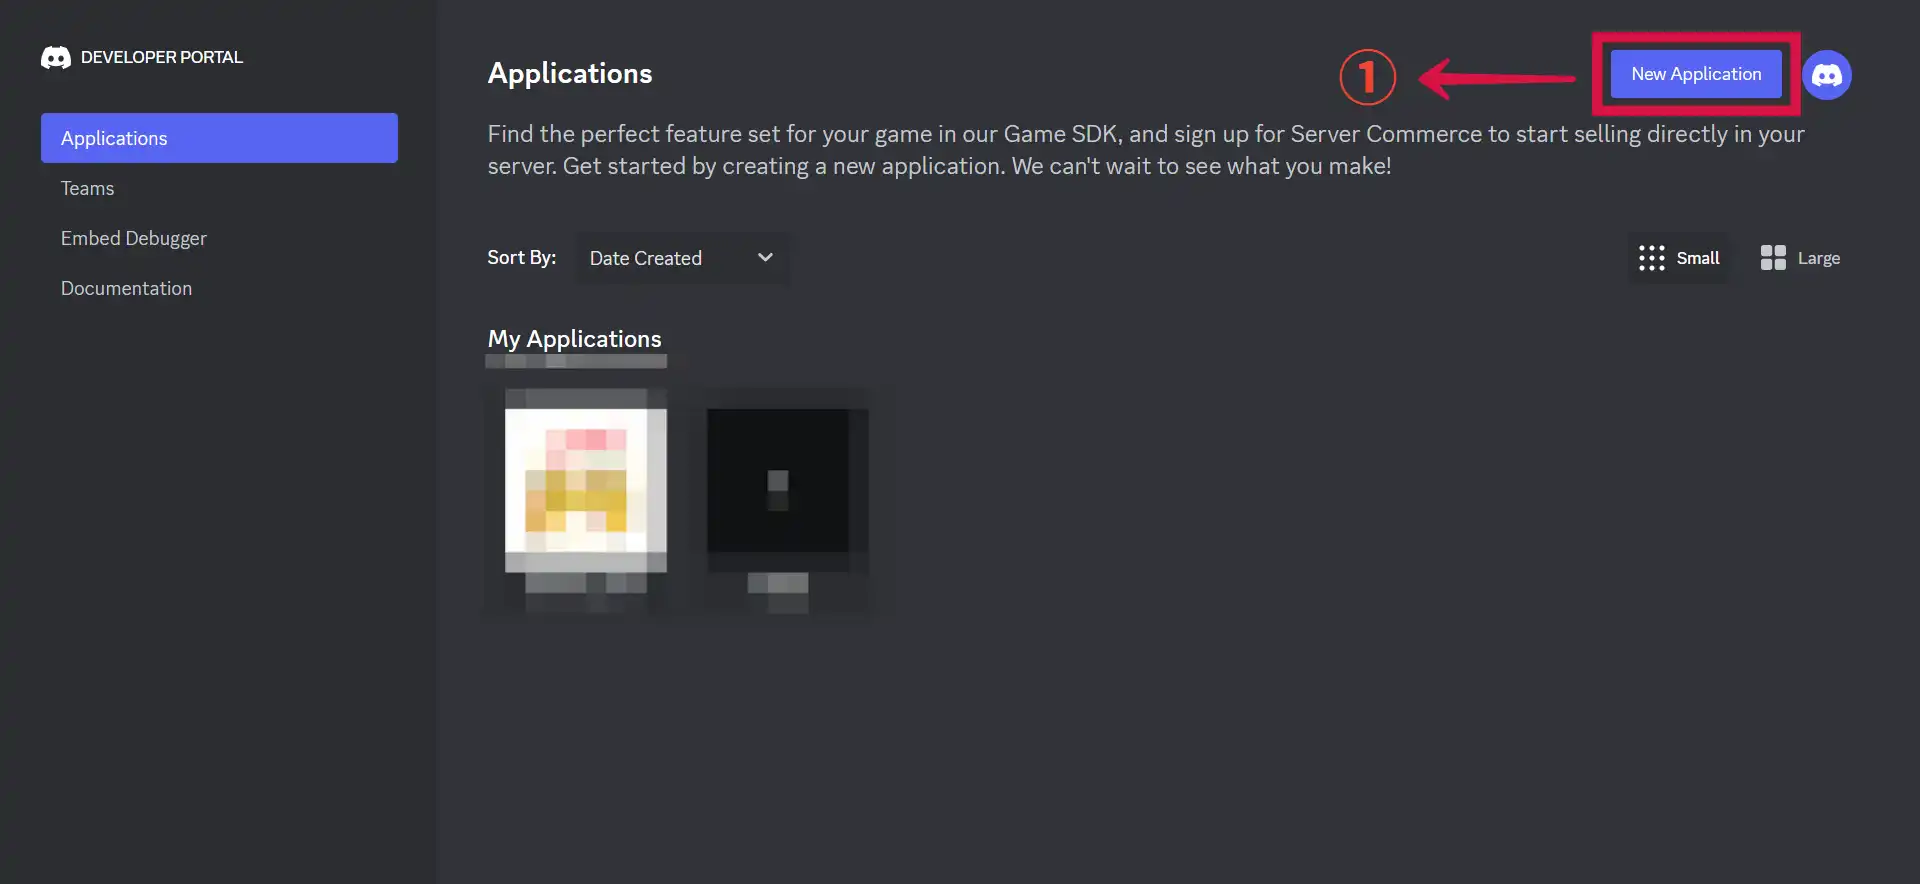 DEVELOPER PORTAL
Applications
Teams
Embed Debugger
Documentation
Applications
①
New Application
Find the perfect feature set for your game in our Game SDK, and sign up for Server Commerce to start selling directly in your
server. Get started by creating a new application. We can't wait to see what you make!
Sort By:
Date Created
Small
Large
My Applications